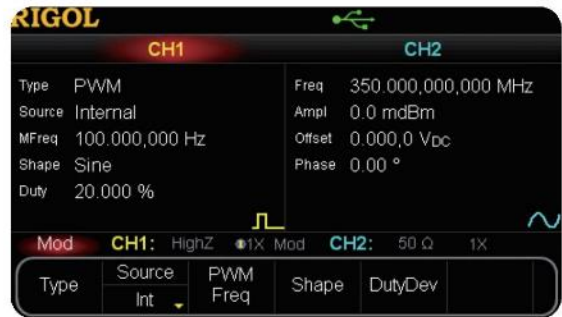 RIGOL
CH1 CH2
Type PWM
Source Internal
MFreq 100.000,000 Hz
Shape Sine
Duty 20.000 %
Freq 350.000,000,000 MHz
Ampl 0.0 mdBm
Offset 0.000,0 VDC
Phase 0.00 °
Mod CH1: HighZ 1X Mod CH2: 50 Ω 1X
Type
Source
Int
PWM
Freq
Shape
DutyDev